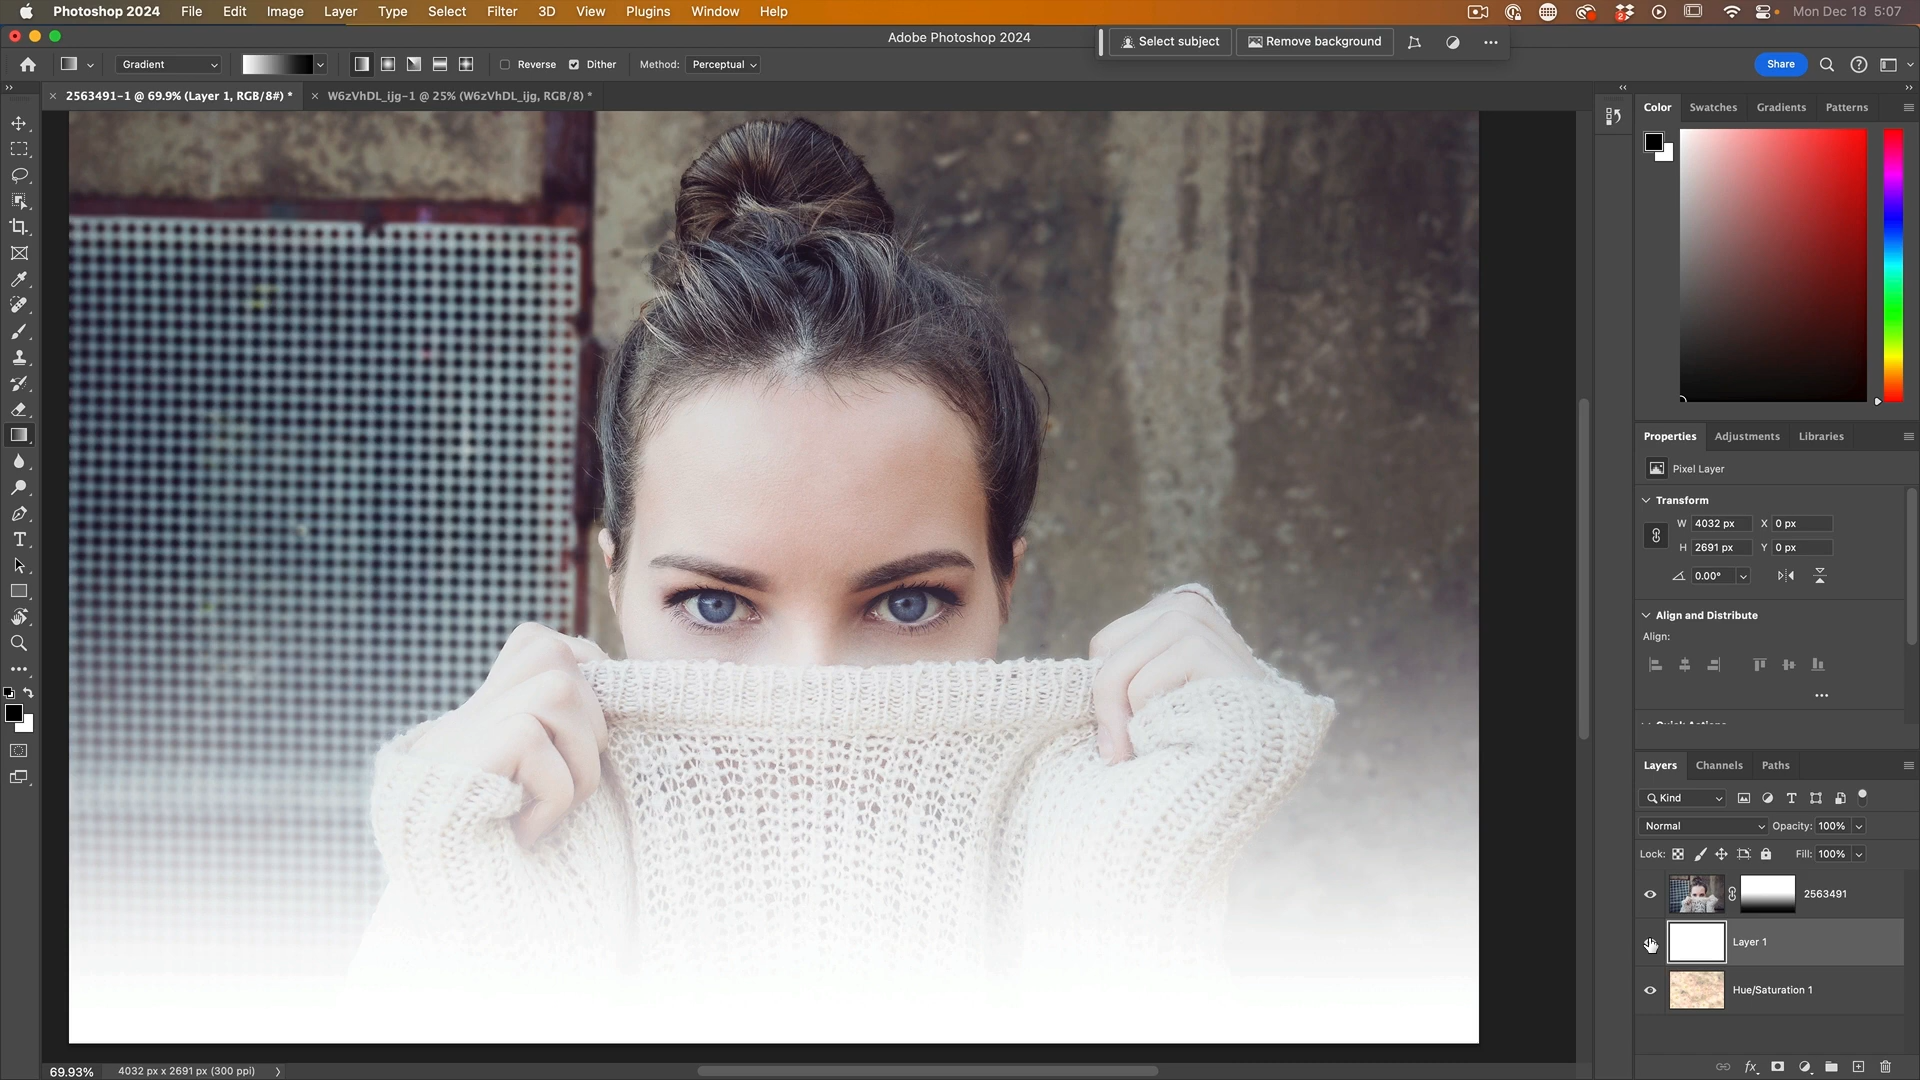 Photoshop 2024 File Edit Image Layer Type Select Filter 3D View Plugins Window Help
2
Mon Dec 18 5:07
Adobe Photoshop 2024
Select subject Remove background
Gradient
Reverse Dither Method: Perceptual
Share
2563491-1 @ 69.9% (Layer 1, RGB/8#) *
W6zVhDL_ijg-1 @ 25% (W6zVhDL_ijg, RGB/8) *
Color Swatches Gradients Patterns
Properties Adjustments Libraries
Pixel Layer
Transform
W 4032 px X 0 px
H 2691 px Y 0 px
0.00°
Align and Distribute
Align:
Quick Actions
Layers Channels Paths
Kind
Normal Opacity: 100%
Lock: Fill: 100%
2563491
Layer 1
Hue/Saturation 1
fx
69.93% 4032 px x 2691 px (300 ppi)